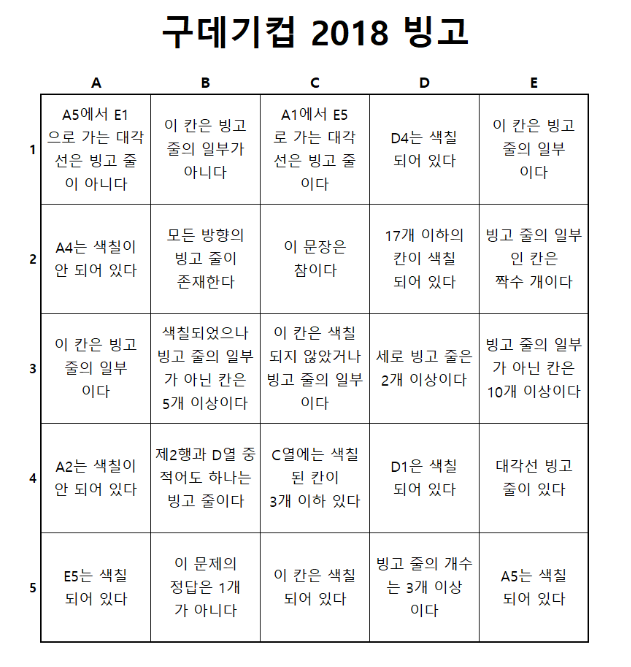 구데기컵 2018 빙고
A B C D E
1
A5에서 E1
으로 가는 대각
선은 빙고 줄
이 아니다
이 칸은 빙고
줄의 일부가
아니다
A1에서 E5
로 가는 대각
선은 빙고 줄
이다
D4는 색칠
되어 있다
이 칸은 빙고
줄의 일부
이다
2
A4는 색칠이
안 되어 있다
모든 방향의
빙고 줄이
존재한다
이 문장은
참이다
17개 이하의
칸이 색칠
되어 있다
빙고 줄의 일부
인 칸은
짝수 개이다
3
이 칸은 빙고
줄의 일부
이다
색칠되었으나
빙고 줄의 일부
가 아닌 칸은
5개 이상이다
이 칸은 색칠
되지 않았거나
빙고 줄의 일부
이다
세로 빙고 줄은
2개 이상이다
빙고 줄의 일부
가 아닌 칸은
10개 이상이다
4
A2는 색칠이
안 되어 있다
제2행과 D열 중
적어도 하나는
빙고 줄이다
C열에는 색칠
된 칸이
3개 이하 있다
D1은 색칠
되어 있다
대각선 빙고
줄이 있다
5
E5는 색칠
되어 있다
이 문제의
정답은 1개
가 아니다
이 칸은 색칠
되어 있다
빙고 줄의 개수
는 3개 이상
이다
A5는 색칠
되어 있다